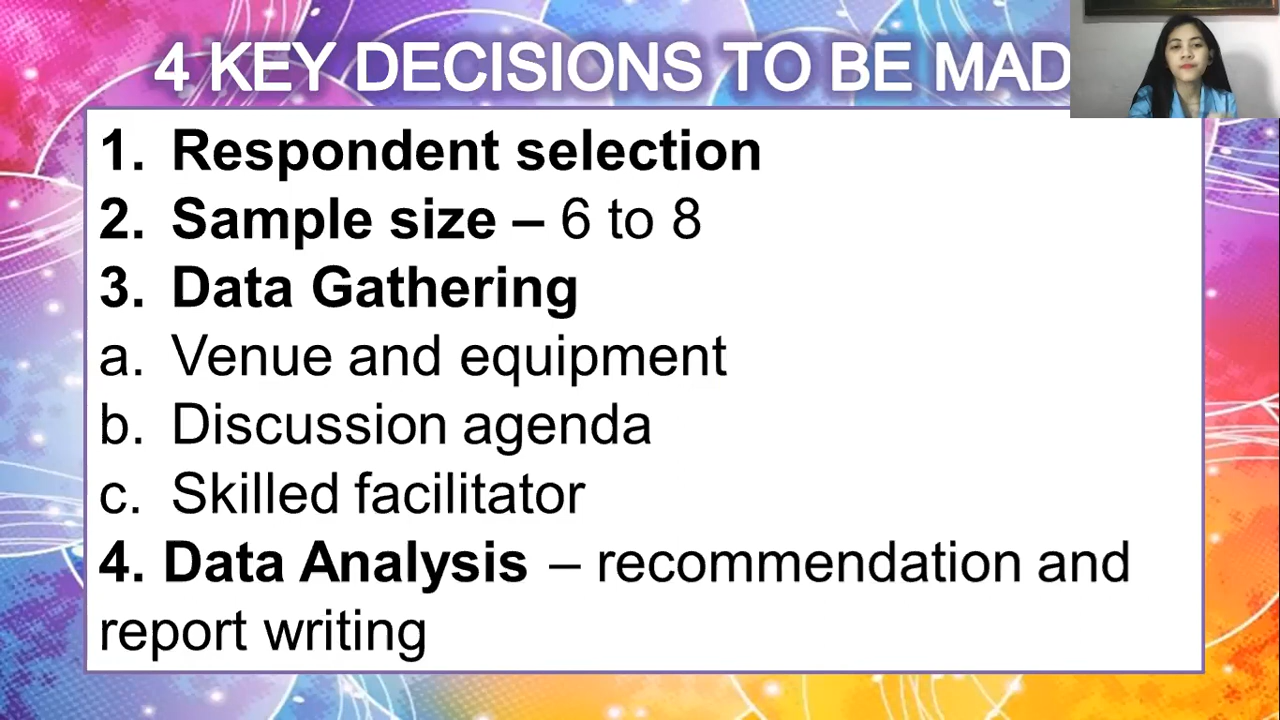 4 KEY DECISIONS TO BE MAD
1. Respondent selection
2. Sample size – 6 to 8
3. Data Gathering
a. Venue and equipment
b. Discussion agenda
c. Skilled facilitator
4. Data Analysis – recommendation and
report writing